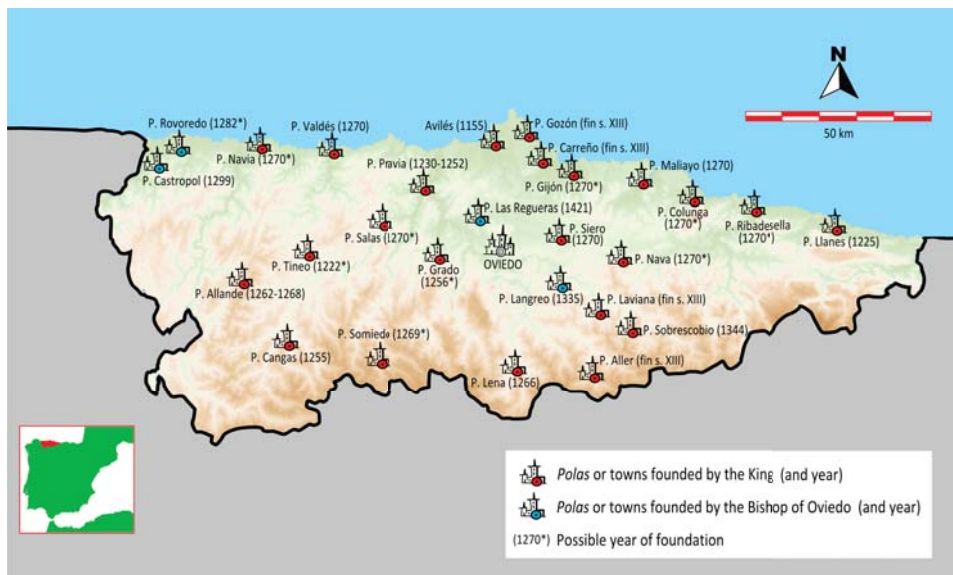 N
50 km
P. Rovoredo (1282*)
P. Navia (1270*)
P. Valdés (1270)
Avilés (1155)
P. Gozón (fin s. XIII)
P. Carreño (fin s. XIII)
P. Castropol (1299)
P. Pravia (1230-1252)
P. Gijón (1270*)
P. Maliayo (1270)
P. Colunga
(1270*)
P. Ribadesella
(1270*)
P. Llanes (1225)
P. Las Regueras (1421)
P. Salas (1270*)
P. Siero
(1270)
OVIEDO
P. Tineo (1222*)
P. Grado
(1256*)
P. Nava (1270*)
P. Allande (1262-1268)
P. Langreo (1335)
P. Laviana (fin s. XIII)
P. Sobrescobio (1344)
P. Cangas (1255)
P. Somiedo (1269*)
P. Lena (1266)
P. Aller (fin s. XIII)
Polas or towns founded by the King (and year)
Polas or towns founded by the Bishop of Oviedo (and year)
(1270*) Possible year of foundation